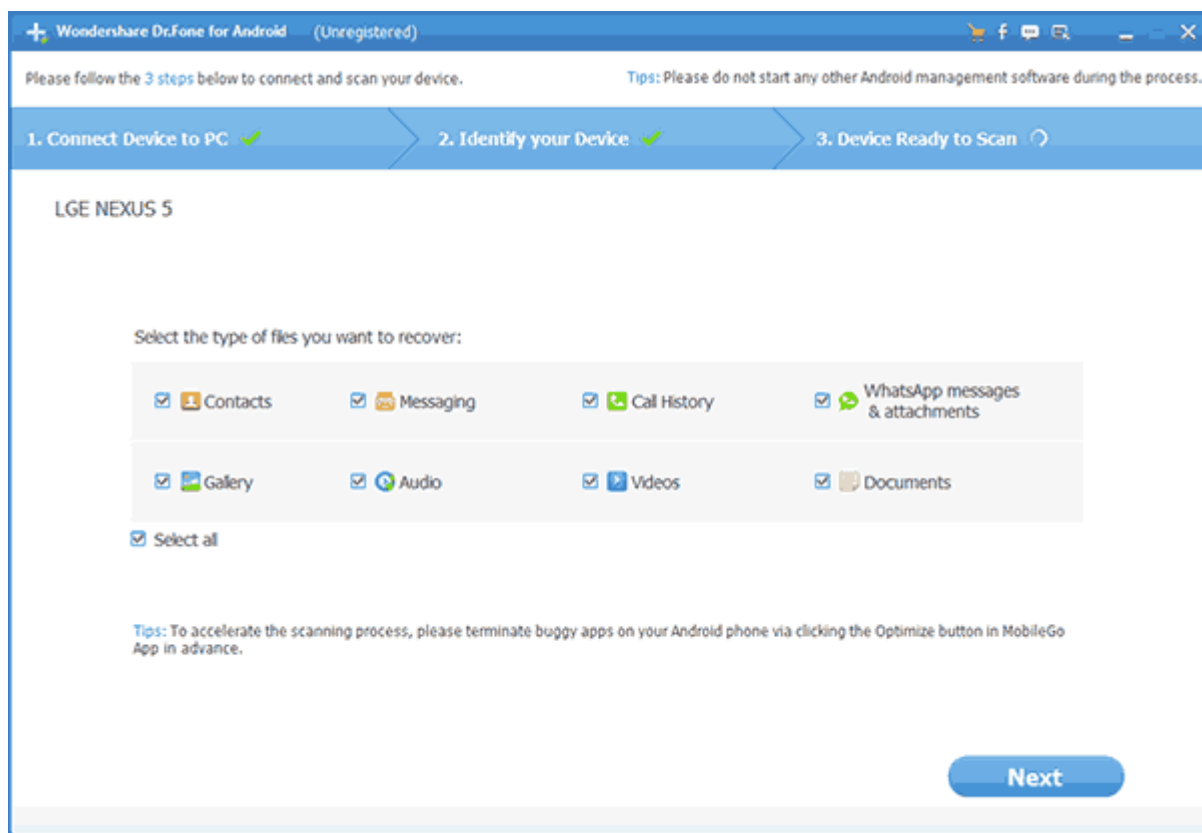 Wondershare Dr.Fone for Android (Unregistered)
Please follow the 3 steps below to connect and scan your device.
Tips: Please do not start any other Android management software during the process.
1. Connect Device to PC
2. Identify your Device
3. Device Ready to Scan
LGE NEXUS 5
Select the type of files you want to recover:
Contacts
Messaging
Call History
WhatsApp messages
& attachments
Gallery
Audio
Videos
Documents
Select all
Tips: To accelerate the scanning process, please terminate buggy apps on your Android phone via clicking the Optimize button in MobileGo
App in advance.
Next